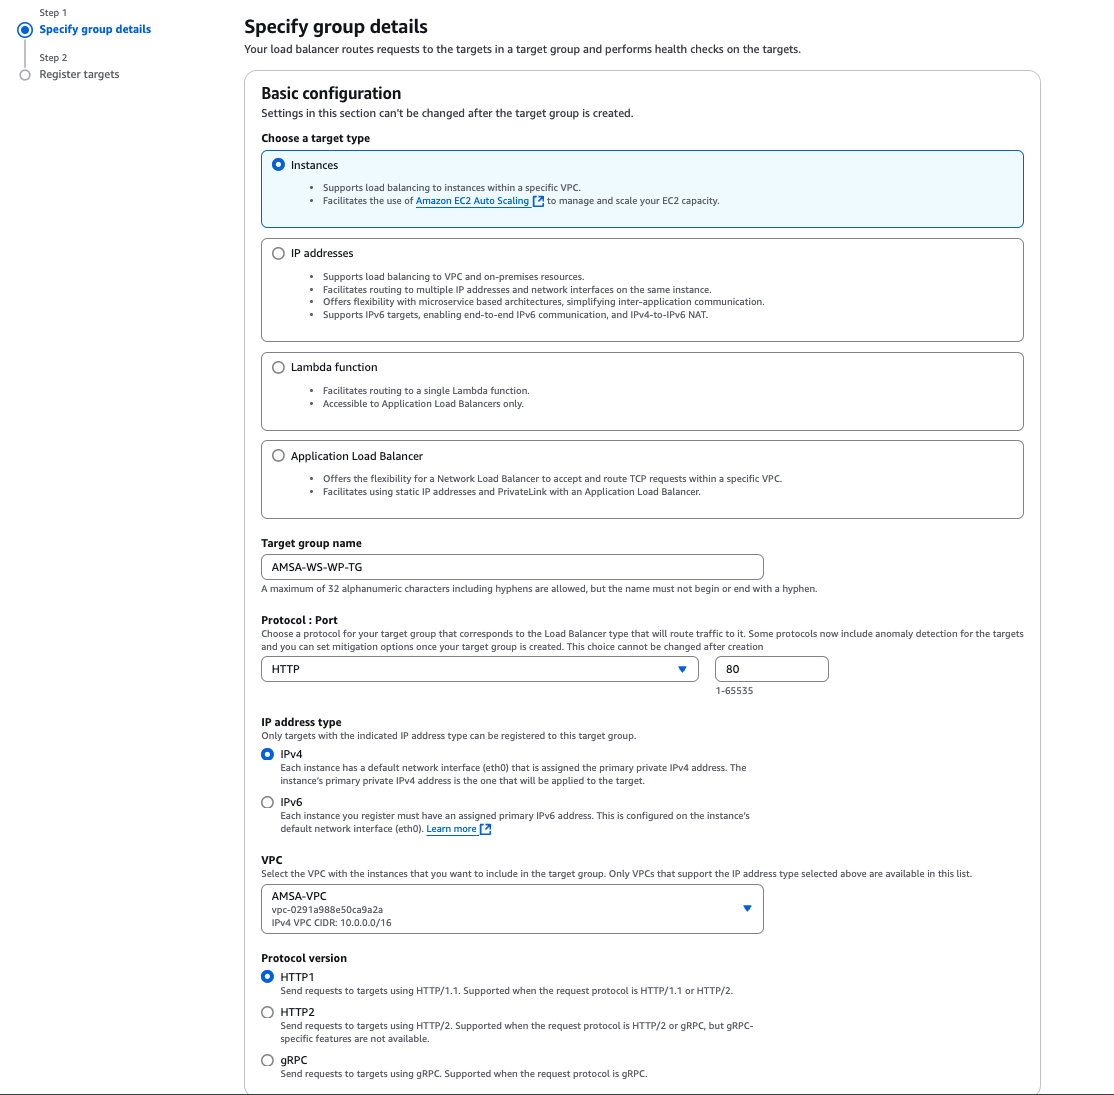 Step 1
Specify group details
Step 2
Register targets
Specify group details
Your load balancer routes requests to the targets in a target group and performs health checks on the targets.
Basic configuration
Settings in this section can't be changed after the target group is created.
Choose a target type
Instances
• Supports load balancing to instances within a specific VPC.
• Facilitates the use of Amazon EC2 Auto Scaling to manage and scale your EC2 capacity.
IP addresses
• Supports load balancing to VPC and on-premises resources.
• Facilitates routing to multiple IP addresses and network interfaces on the same instance.
• Offers flexibility with microservice based architectures, simplifying inter-application communication.
• Supports IPv6 targets, enabling end-to-end IPv6 communication, and IPv4-to-IPv6 NAT.
Lambda function
• Facilitates routing to a single Lambda function.
• Accessible to Application Load Balancers only.
Application Load Balancer
• Offers the flexibility for a Network Load Balancer to accept and route TCP requests within a specific VPC.
• Facilitates using static IP addresses and PrivateLink with an Application Load Balancer.
Target group name
AMSA-WS-WP-TG
A maximum of 32 alphanumeric characters including hyphens are allowed, but the name must not begin or end with a hyphen.
Protocol : Port
Choose a protocol for your target group that corresponds to the Load Balancer type that will route traffic to it. Some protocols now include anomaly detection for the targets
and you can set mitigation options once your target group is created. This choice cannot be changed after creation
HTTP
80
1-65535
IP address type
Only targets with the indicated IP address type can be registered to this target group.
IPv4
Each instance has a default network interface (eth0) that is assigned the primary private IPv4 address. The
instance's primary private IPv4 address is the one that will be applied to the target.
IPv6
Each instance you register must have an assigned primary IPv6 address. This is configured on the instance's
default network interface (eth0). Learn more
VPC
Select the VPC with the instances that you want to include in the target group. Only VPCs that support the IP address type selected above are available in this list.
AMSA-VPC
vpc-0291a988e50ca9a2a
IPv4 VPC CIDR: 10.0.0.0/16
Protocol version
HTTP1
Send requests to targets using HTTP/1.1. Supported when the request protocol is HTTP/1.1 or HTTP/2.
HTTP2
Send requests to targets using HTTP/2. Supported when the request protocol is HTTP/2 or gRPC, but gRPC-
specific features are not available.
gRPC
Send requests to targets using gRPC. Supported when the request protocol is gRPC.